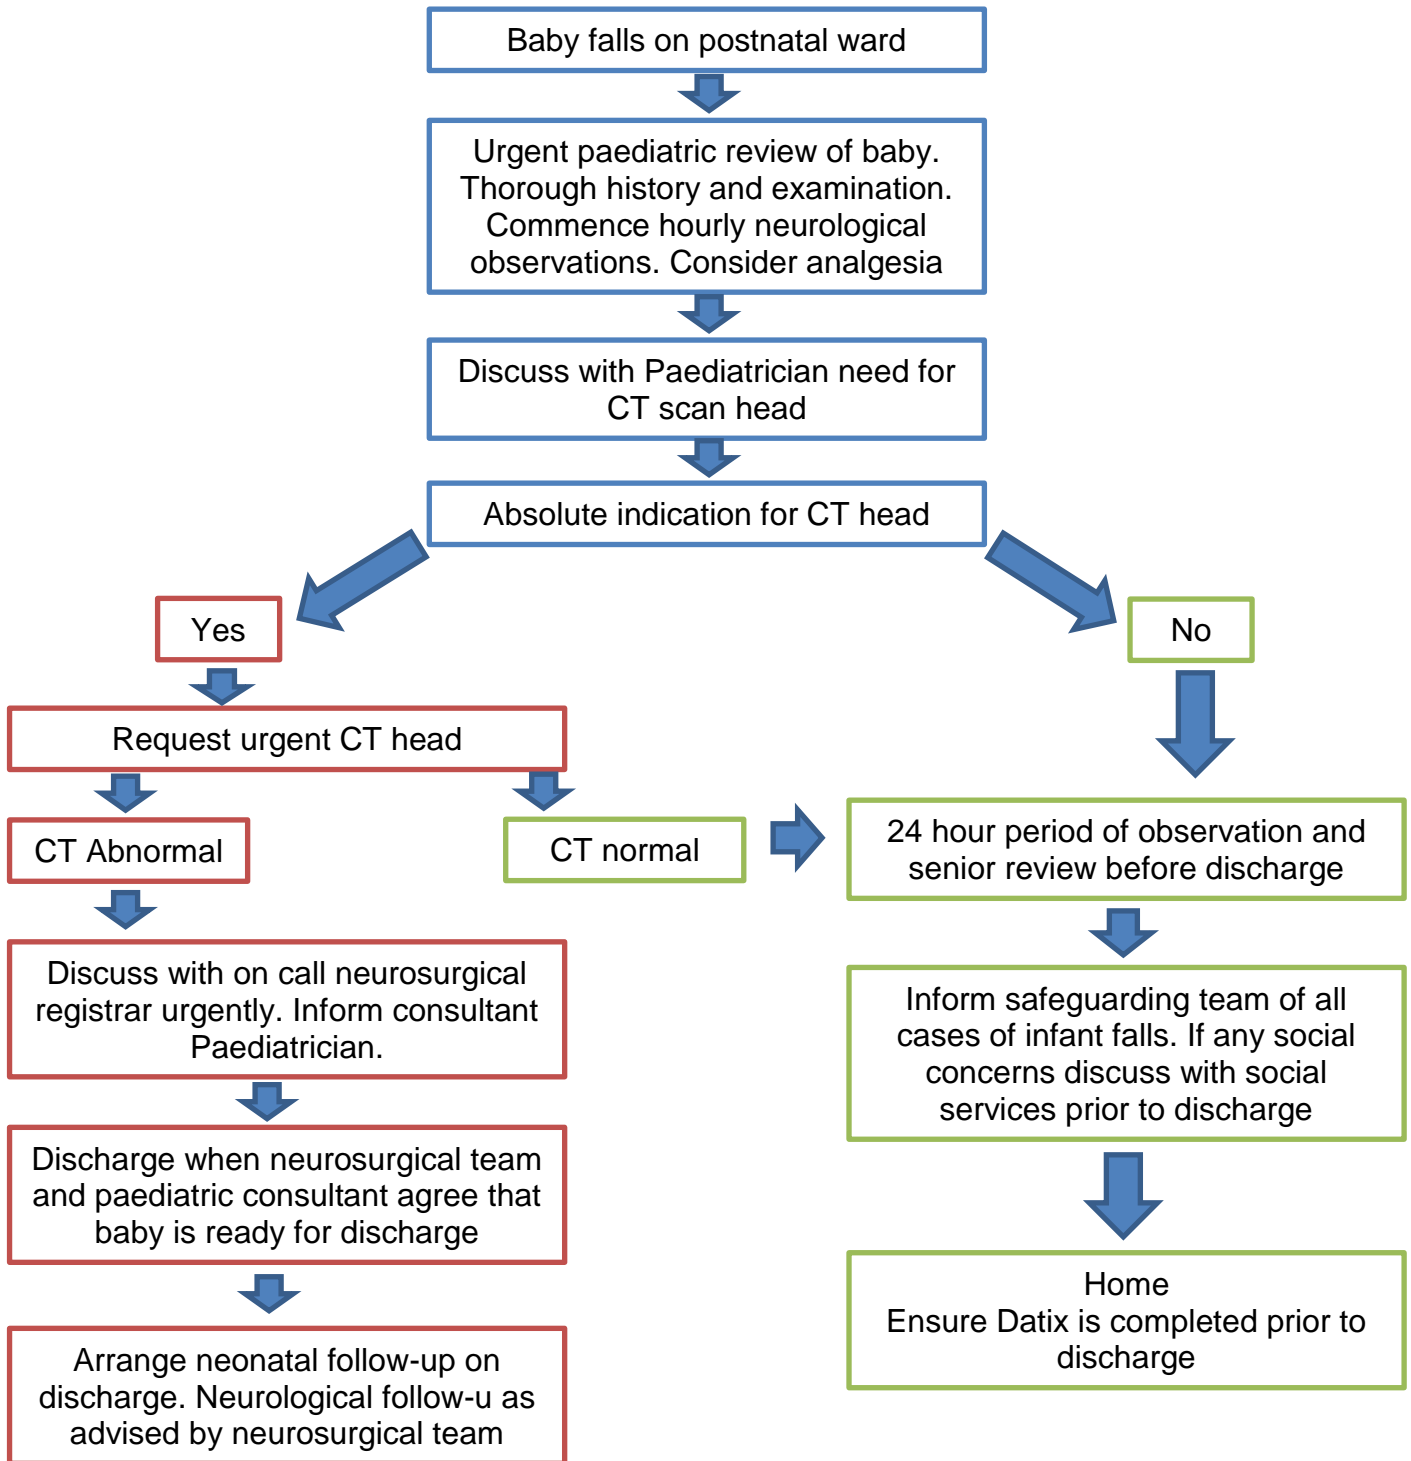 Baby falls on postnatal ward
Urgent paediatric review of baby.
Thorough history and examination.
Commence hourly neurological
observations. Consider analgesia
Discuss with Paediatrician need for
CT scan head
Absolute indication for CT head
Yes
No
Request urgent CT head
CT Abnormal
CT normal
24 hour period of observation and
senior review before discharge
Discuss with on call neurosurgical
registrar urgently. Inform consultant
Paediatrician.
Inform safeguarding team of all
cases of infant falls. If any social
concerns discuss with social
services prior to discharge
Discharge when neurosurgical team
and paediatric consultant agree that
baby is ready for discharge
Home
Ensure Datix is completed prior to
discharge
Arrange neonatal follow-up on
discharge. Neurological follow-u as
advised by neurosurgical team